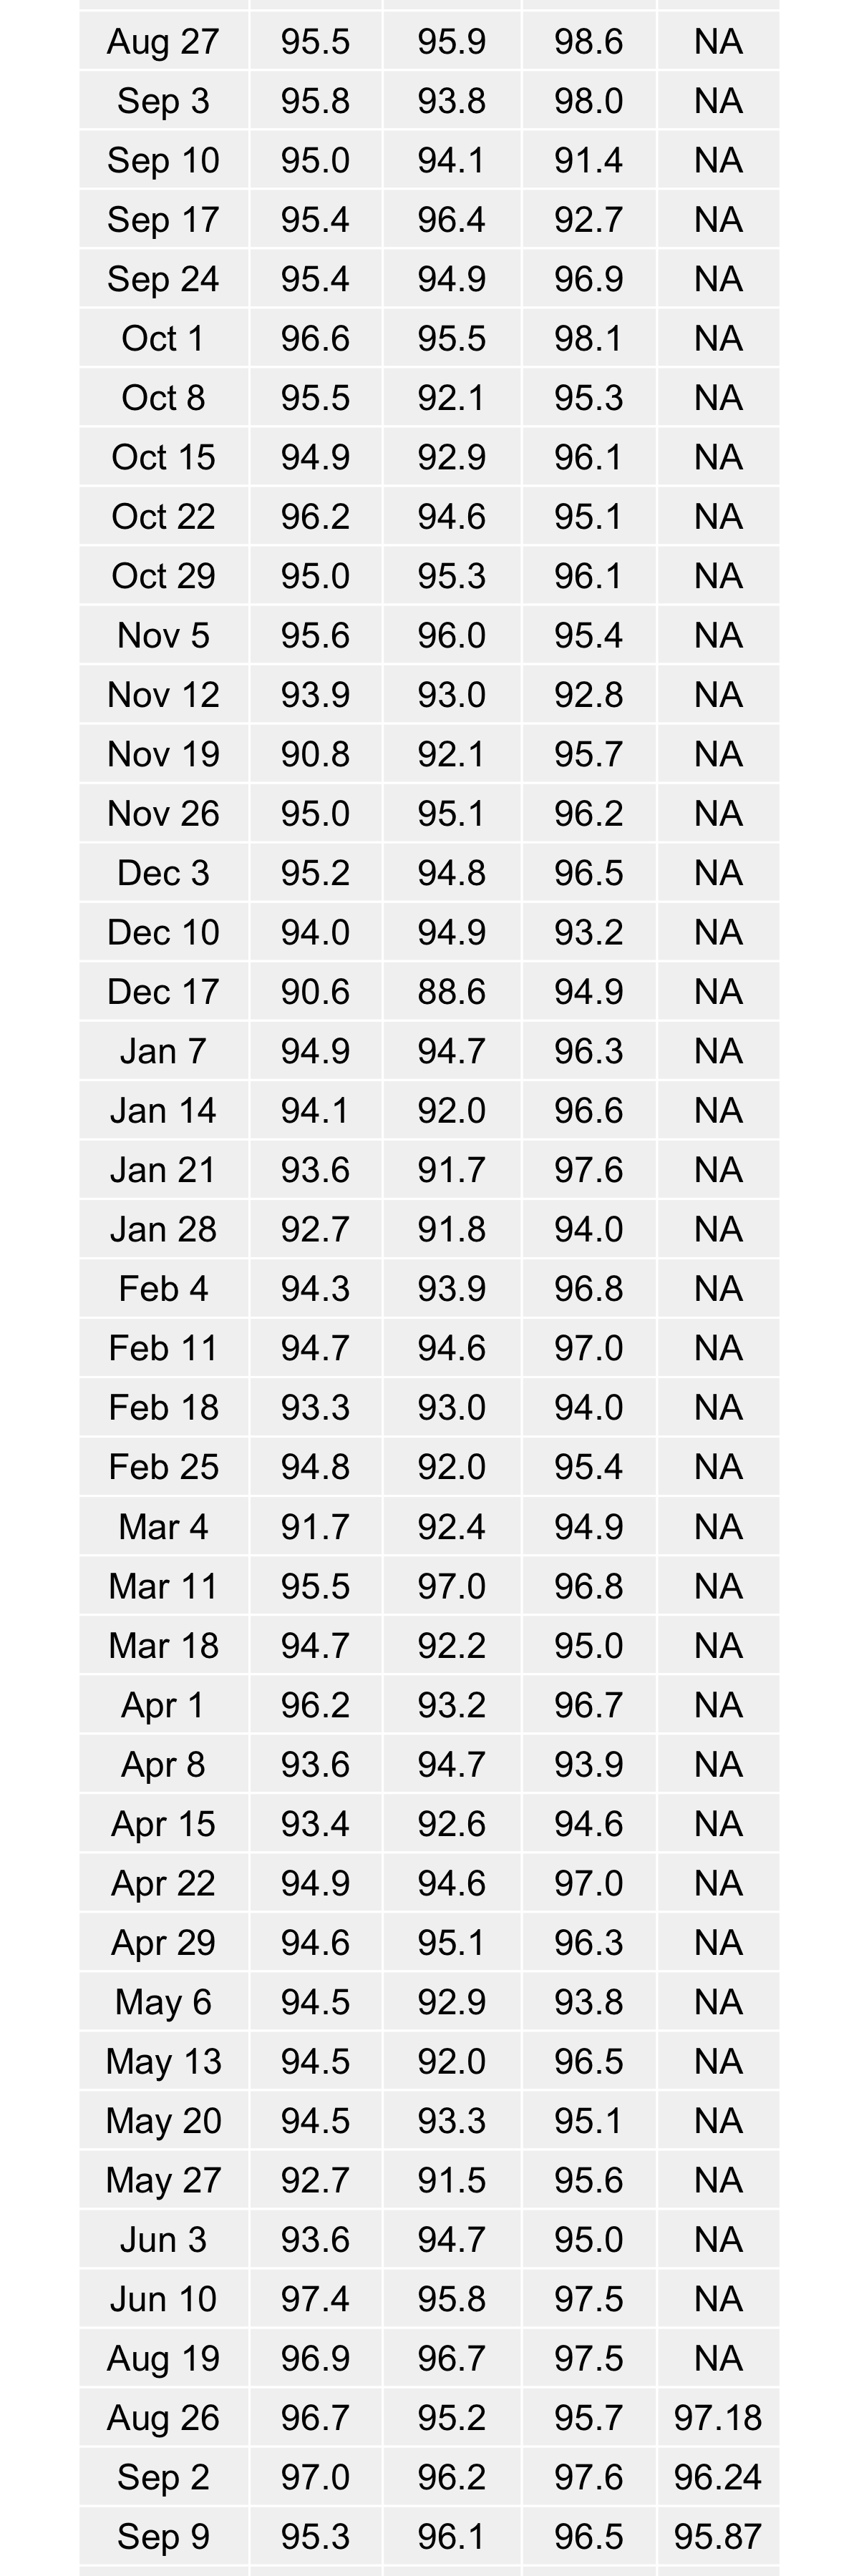 Aug 27 95.5 95.9 98.6 NA
Sep 3 95.8 93.8 98.0 NA
Sep 10 95.0 94.1 91.4 NA
Sep 17 95.4 96.4 92.7 NA
Sep 24 95.4 94.9 96.9 NA
Oct 1 96.6 95.5 98.1 NA
Oct 8 95.5 92.1 95.3 NA
Oct 15 94.9 92.9 96.1 NA
Oct 22 96.2 94.6 95.1 NA
Oct 29 95.0 95.3 96.1 NA
Nov 5 95.6 96.0 95.4 NA
Nov 12 93.9 93.0 92.8 NA
Nov 19 90.8 92.1 95.7 NA
Nov 26 95.0 95.1 96.2 NA
Dec 3 95.2 94.8 96.5 NA
Dec 10 94.0 94.9 93.2 NA
Dec 17 90.6 88.6 94.9 NA
Jan 7 94.9 94.7 96.3 NA
Jan 14 94.1 92.0 96.6 NA
Jan 21 93.6 91.7 97.6 NA
Jan 28 92.7 91.8 94.0 NA
Feb 4 94.3 93.9 96.8 NA
Feb 11 94.7 94.6 97.0 NA
Feb 18 93.3 93.0 94.0 NA
Feb 25 94.8 92.0 95.4 NA
Mar 4 91.7 92.4 94.9 NA
Mar 11 95.5 97.0 96.8 NA
Mar 18 94.7 92.2 95.0 NA
Apr 1 96.2 93.2 96.7 NA
Apr 8 93.6 94.7 93.9 NA
Apr 15 93.4 92.6 94.6 NA
Apr 22 94.9 94.6 97.0 NA
Apr 29 94.6 95.1 96.3 NA
May 6 94.5 92.9 93.8 NA
May 13 94.5 92.0 96.5 NA
May 20 94.5 93.3 95.1 NA
May 27 92.7 91.5 95.6 NA
Jun 3 93.6 94.7 95.0 NA
Jun 10 97.4 95.8 97.5 NA
Aug 19 96.9 96.7 97.5 NA
Aug 26 96.7 95.2 95.7 97.18
Sep 2 97.0 96.2 97.6 96.24
Sep 9 95.3 96.1 96.5 95.87